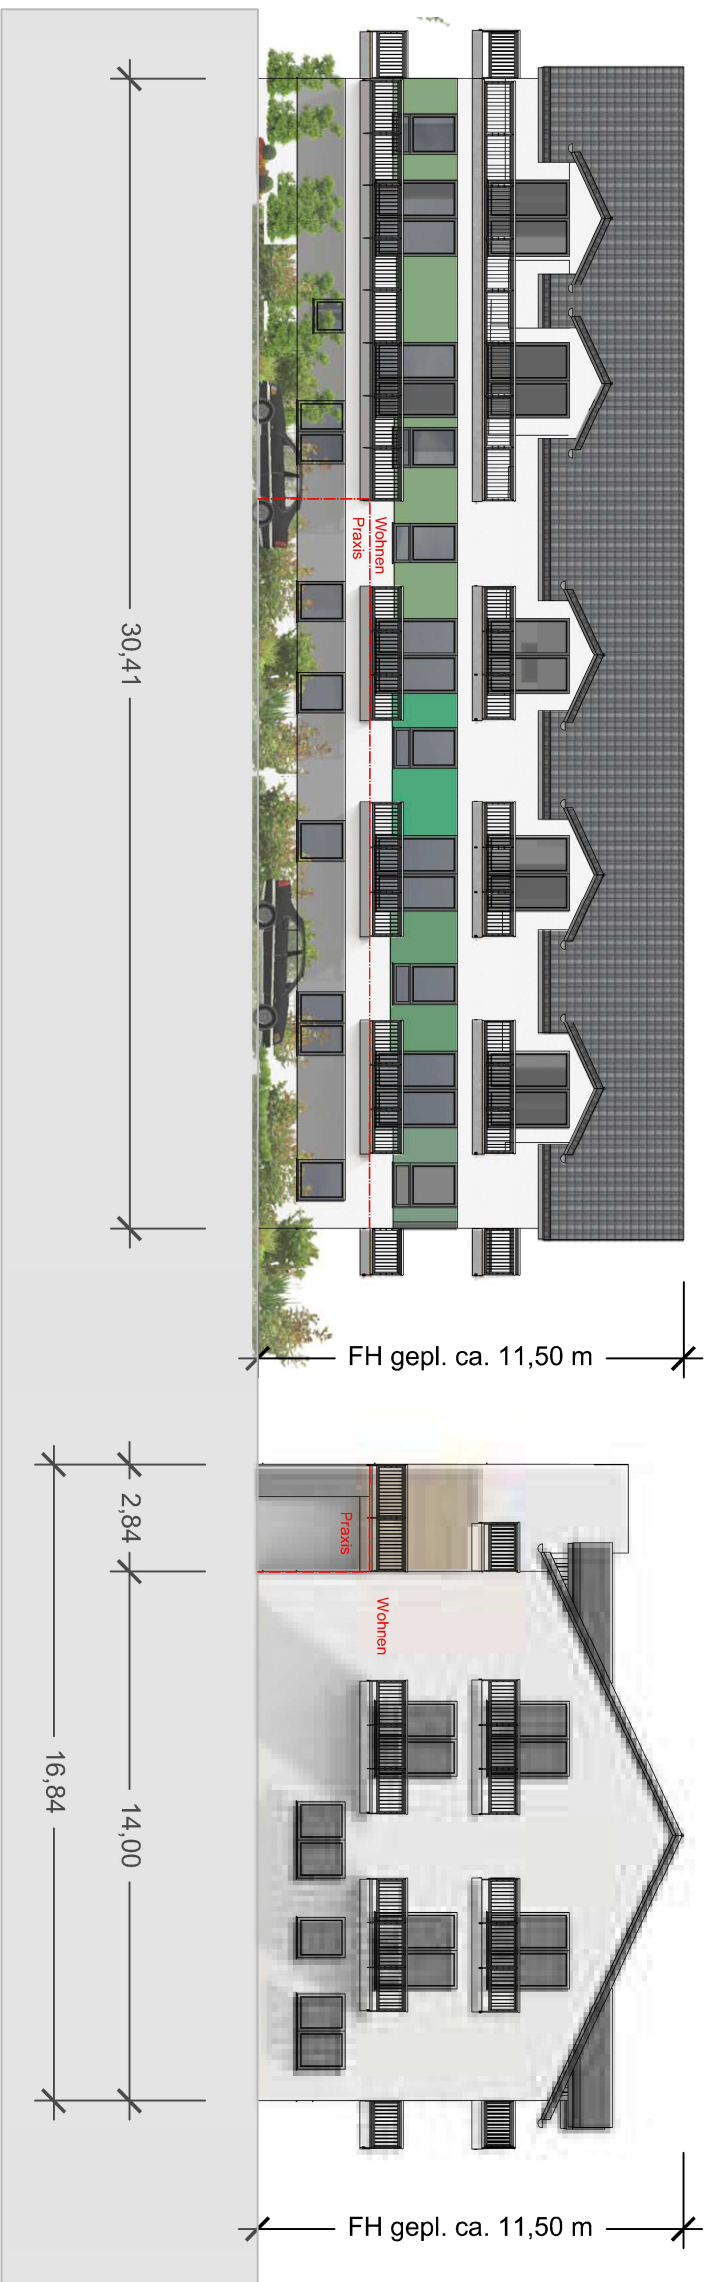 Wohnen
Praxis
30,41
FH gepl. ca. 11,50 m
Praxis
Wohnen
2,84
14,00
16,84
FH gepl. ca. 11,50 m